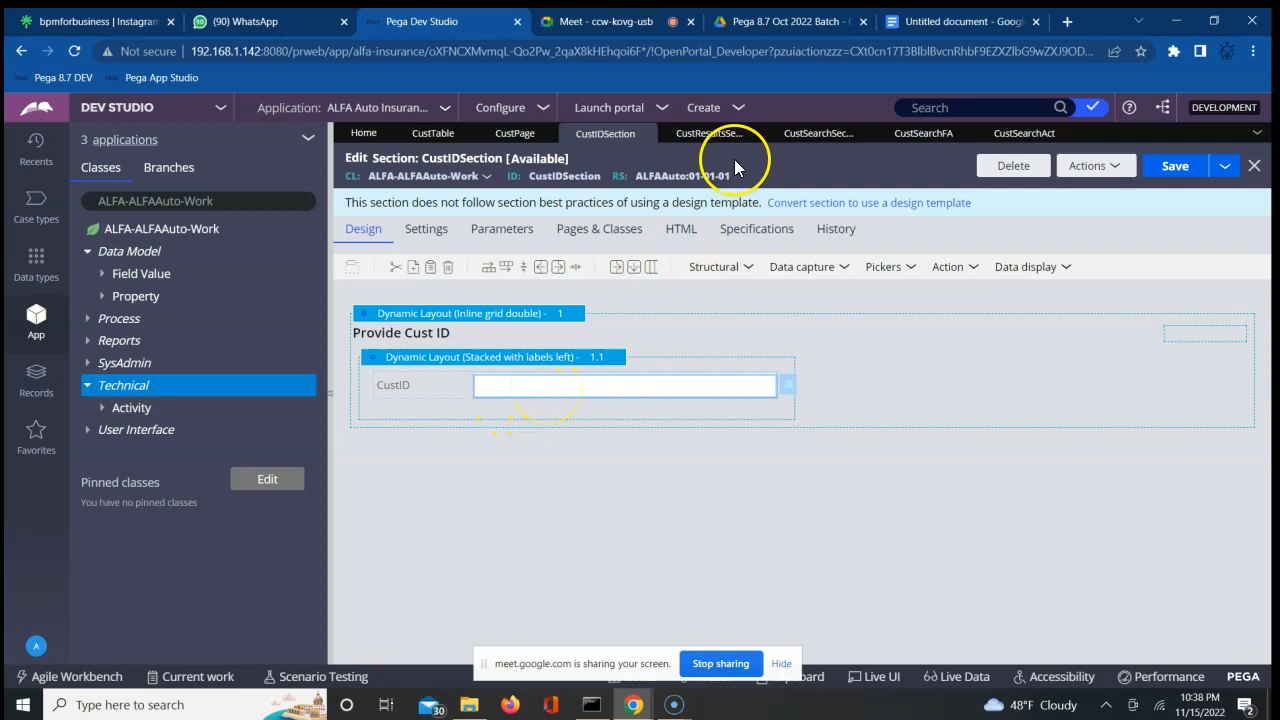 bpmforbusiness | Instagram
(90) WhatsApp
Pega Dev Studio
Meet - ccw-kovg-usb
Pega 8.7 Oct 2022 Batch - G
Untitled document - Google
Not secure | 192.168.1.142:8080/prweb/app/alfa-insurance/oXFNCXMvmqL-Qo2Pw_2qaX8kHEhqoi6F*/!OpenPortal_Developer?pzuiactionzzz=CXt0cn17T3BlblBvcnRhbF9EZXZlbG9wZXJ9OD...
Pega 8.7 DEV
Pega App Studio
DEV STUDIO
Application: ALFA Auto Insuran...
Configure
Launch portal
Create
Search
DEVELOPMENT
Recents
Case types
Data types
App
Records
Favorites
A
3 applications
Classes
Branches
ALFA-ALFAAuto-Work
ALFA-ALFAAuto-Work
Data Model
Field Value
Property
Process
Reports
SysAdmin
Technical
Activity
User Interface
Pinned classes
Edit
You have no pinned classes
Home
CustTable
CustPage
CustIDSection
CustResultsSe...
CustSearchSec...
CustSearchFA
CustSearchAct
Edit Section: CustIDSection [Available]
CL: ALFA-ALFAAuto-Work
ID: CustIDSection
RS: ALFAAuto:01-01-01
Delete
Actions
Save
This section does not follow section best practices of using a design template. Convert section to use a design template
Design
Settings
Parameters
Pages & Classes
HTML
Specifications
History
Structural
Data capture
Pickers
Action
Data display
Dynamic Layout (Inline grid double) - 1
Provide Cust ID
Dynamic Layout (Stacked with labels left) - 1.1
CustID
meet.google.com is sharing your screen.
Stop sharing
Hide
Agile Workbench
Current work
Scenario Testing
Live UI
Live Data
Accessibility
Performance
PEGA
Type here to search
30
48°F Cloudy
10:38 PM
11/15/2022
2